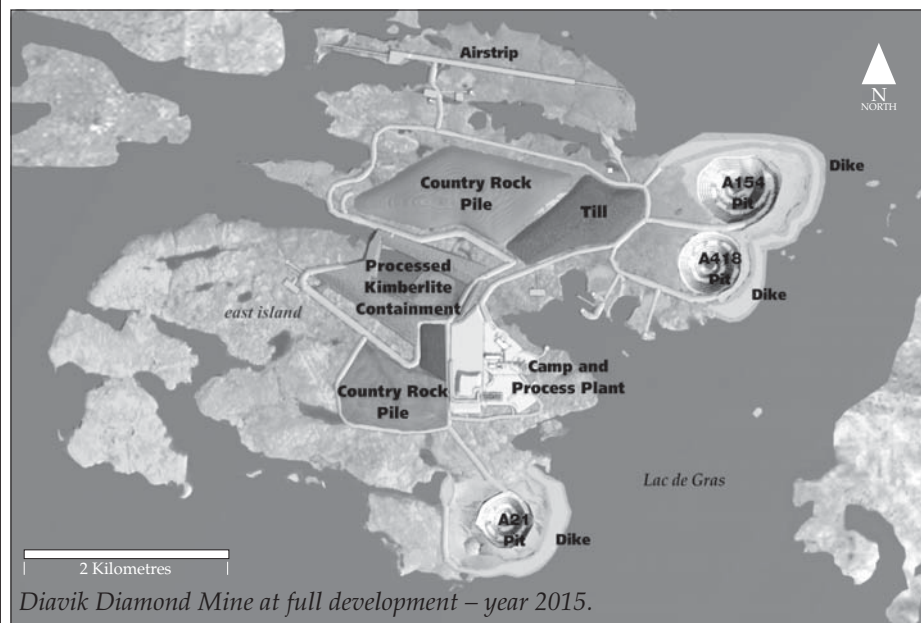 Airstrip
N
NORTH
Dike
A154
Pit
Country Rock
Pile
Till
A418
Pit
Processed
Kimberlite
Containment
Dike
east island
Camp and
Process Plant
Country Rock
Pile
Lac de Gras
A21
Pit
Dike
2 Kilometres
Diavik Diamond Mine at full development – year 2015.